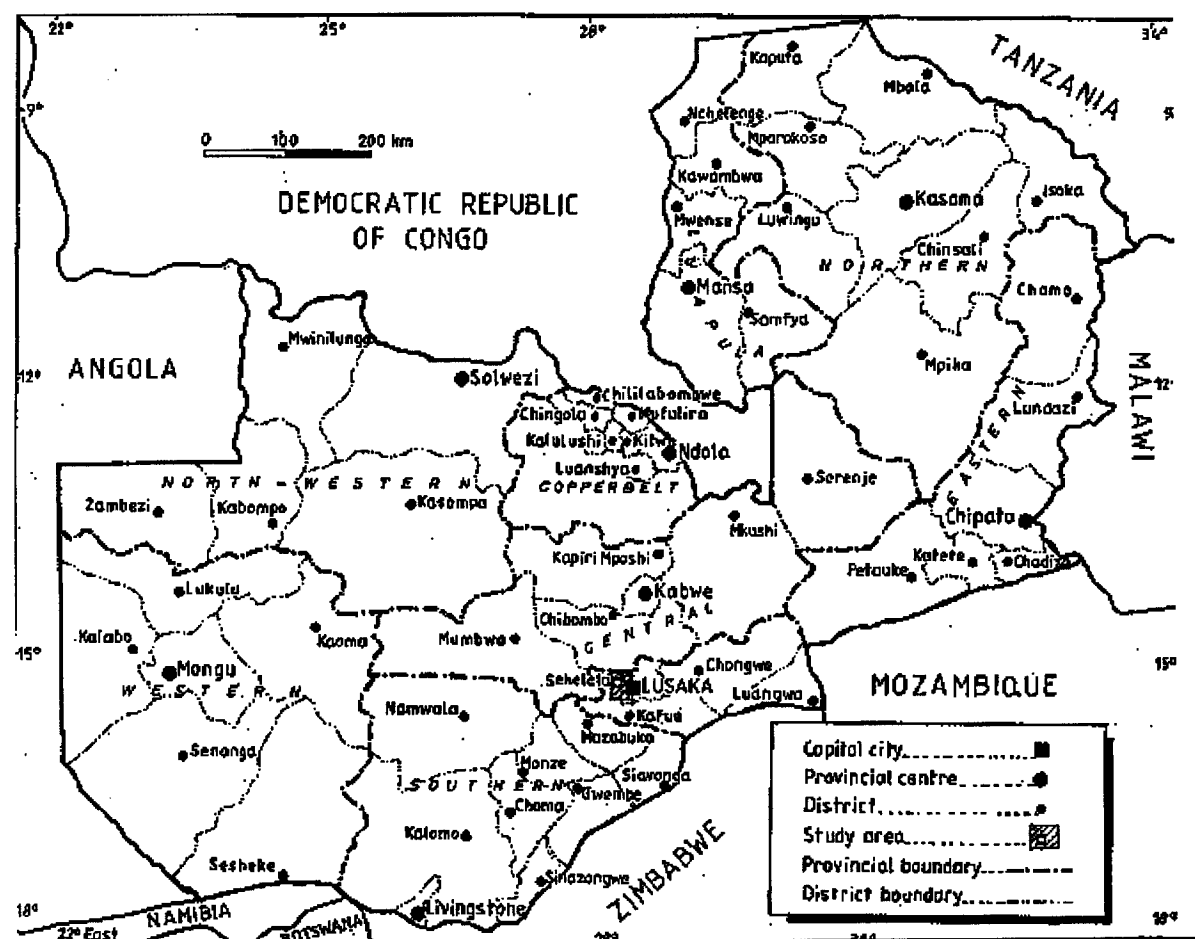 22°
25°
28°
34°
TANZANIA
Kaputa
Mbala
9°
Nchelenge
Mporokoso
0 100 200 km
Kawambwa
DEMOCRATIC REPUBLIC
OF CONGO
Kasama
Isoka
Mwense
Luwingu
Chinsali
NORTHERN
Mansa
Chama
LUAPULA
Samfya
Mwinilunga
Mpika
ANGOLA
MALAWI
12°
Solwezi
12°
Chililabombwe
Lundazi
Chingola
Mufulira
Kalulushi
Kitwe
Ndola
Luanshya
EASTERN
NORTH-WESTERN
COPPERBELT
Serenje
Zambezi
Kabompo
Kasempa
Mkushi
Chipata
Kapiri Mposhi
Katete
Chadiza
Petauke
Lukulu
Kabwe
Chibombo
CENTRAL
Kalabo
Kaoma
Mumbwa
15°
Mongu
Chongwe
15°
WESTERN
LUSAKA
MOZAMBIQUE
Luangwa
Namwala
Kafue
Mazabuka
Senanga
Monze
Siavonga
SOUTHERN
Gwembe
Choma
Kalomo
ZIMBABWE
Sesheke
Sinazongwe
18°
NAMIBIA
Livingstone
22° East
BOTSWANA
Capital city
Provincial centre
District
Study area
Provincial boundary
District boundary
18°